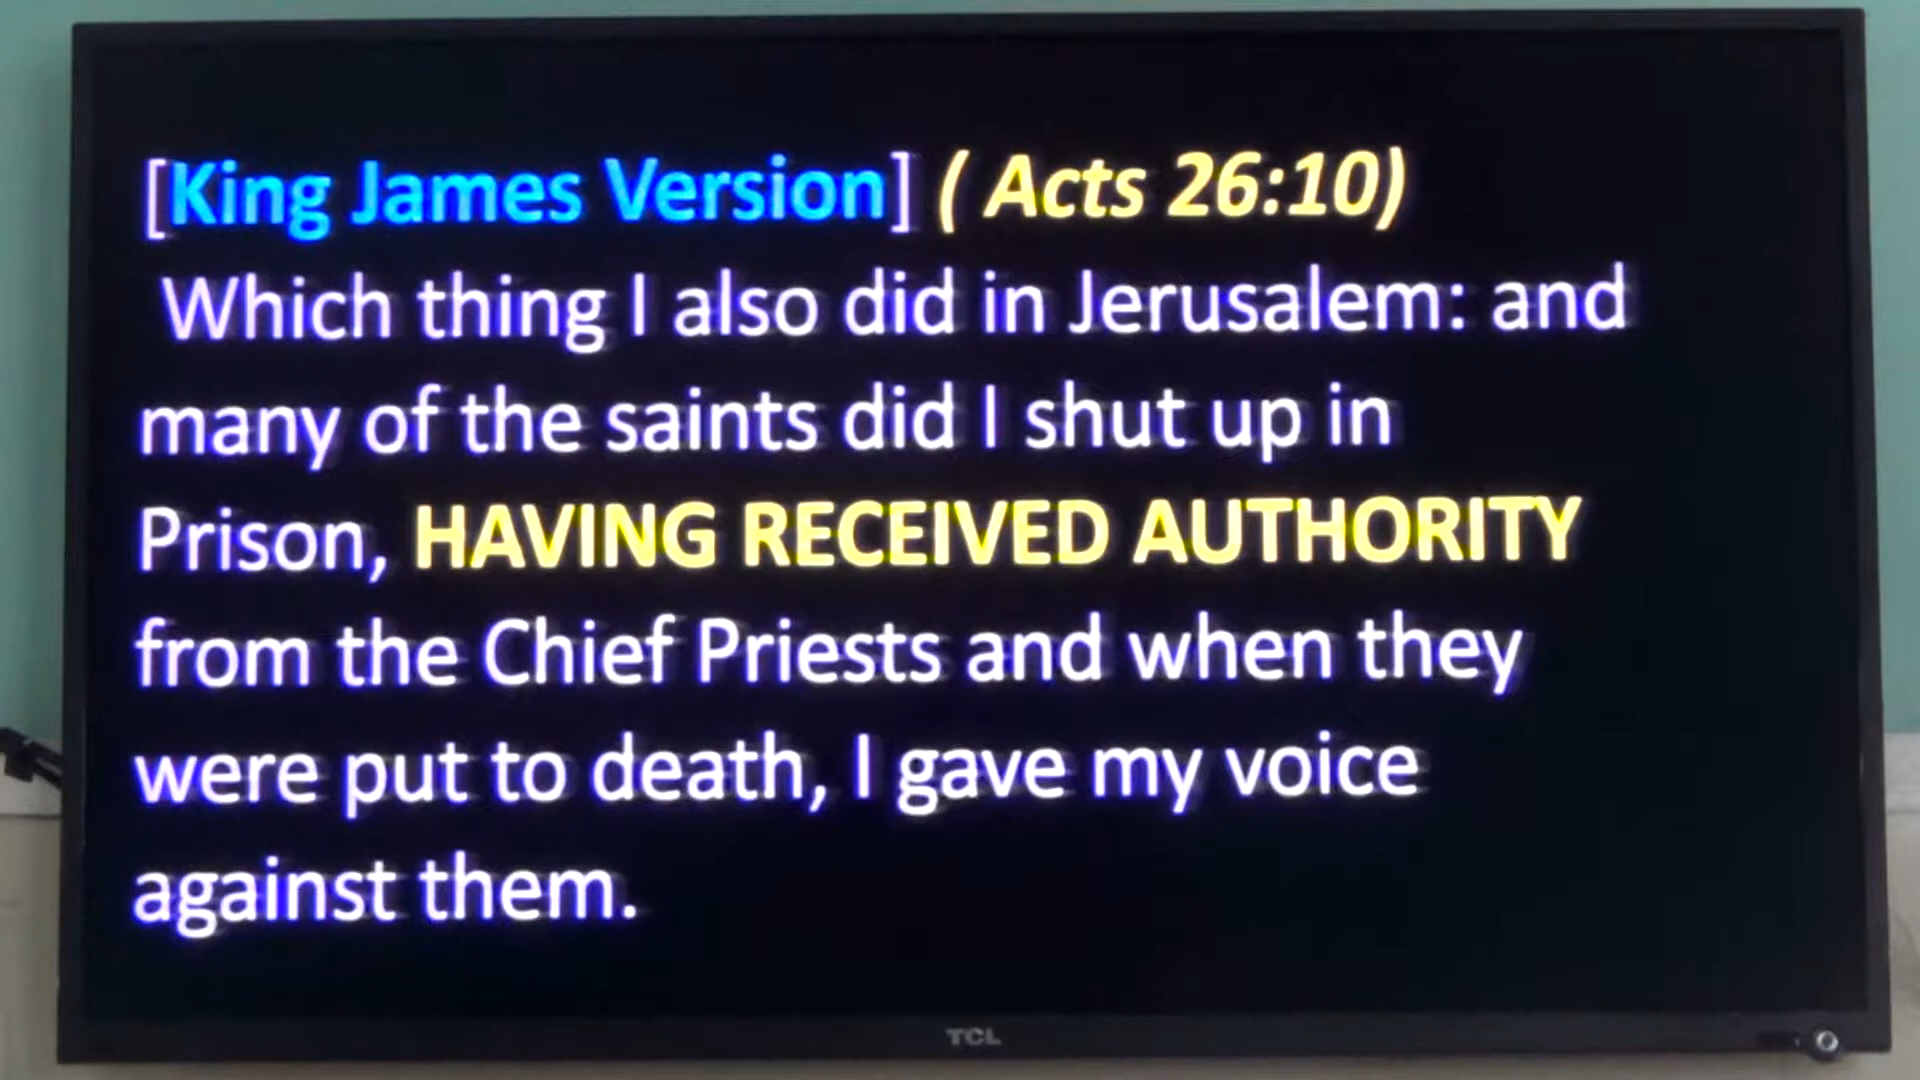 [King James Version] ( Acts 26:10)
Which thing I also did in Jerusalem: and
many of the saints did I shut up in
Prison, HAVING RECEIVED AUTHORITY
from the Chief Priests and when they
were put to death, I gave my voice
against them.
TCL